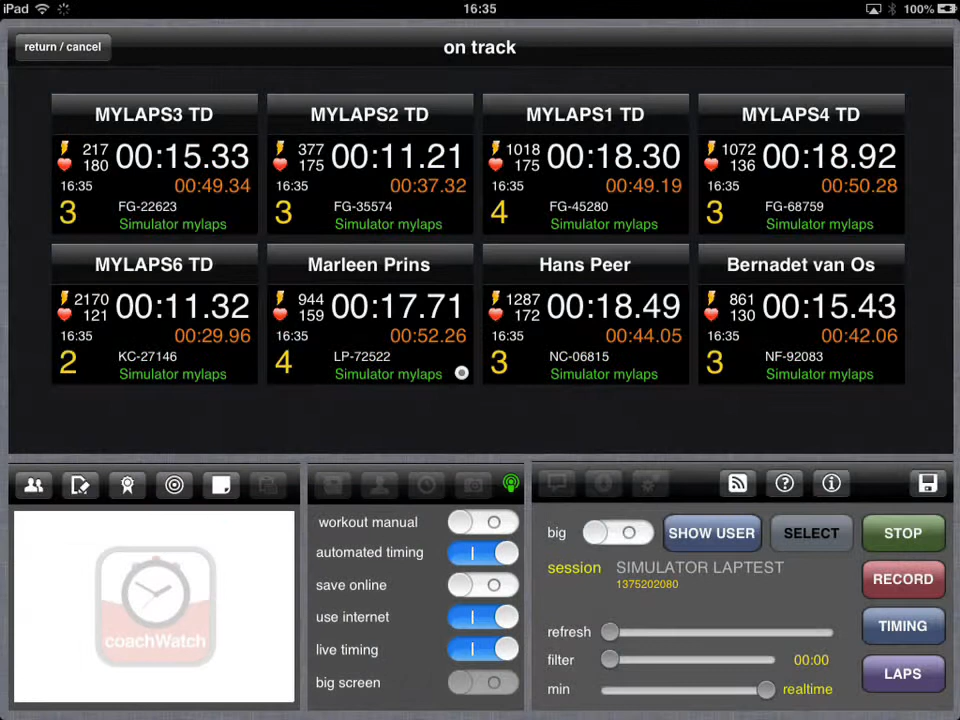 iPad 16:35 100%
return / cancel on track
MYLAPS3 TD
217
180
00:15.33
16:35 00:49.34
3 FG-22623
Simulator mylaps
MYLAPS2 TD
377
175
00:11.21
16:35 00:37.32
3 FG-35574
Simulator mylaps
MYLAPS1 TD
1018
175
00:18.30
16:35 00:49.19
4 FG-45280
Simulator mylaps
MYLAPS4 TD
1072
136
00:18.92
16:35 00:50.28
3 FG-68759
Simulator mylaps
MYLAPS6 TD
2170
121
00:11.32
16:35 00:29.96
2 KC-27146
Simulator mylaps
Marleen Prins
944
159
00:17.71
16:35 00:52.26
4 LP-72522
Simulator mylaps
Hans Peer
1287
172
00:18.49
16:35 00:44.05
3 NC-06815
Simulator mylaps
Bernadet van Os
861
130
00:15.43
16:35 00:42.06
3 NF-92083
Simulator mylaps
coachWatch
workout manual
automated timing
save online
use internet
live timing
big screen
big SHOW USER SELECT STOP
session SIMULATOR LAPTEST
1375202080
RECORD
refresh TIMING
filter 00:00
LAPS
min realtime